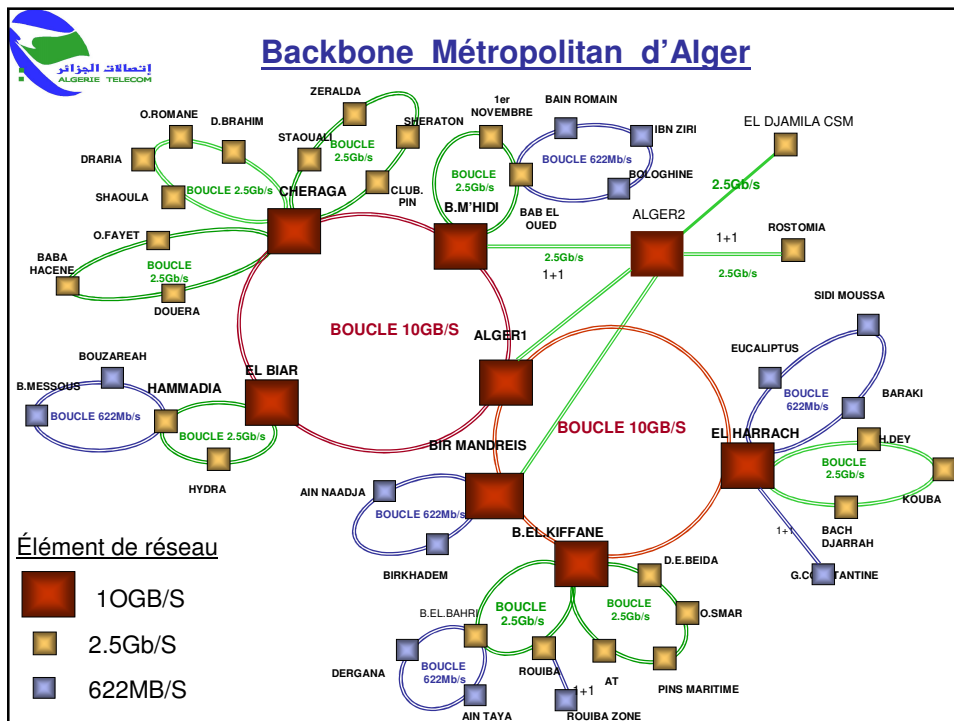 Backbone Métropolitan d'Alger
إتصالات الجزائر
ALGERIE TELECOM
ZERALDA
1er
NOVEMBRE
BAIN ROMAIN
O.ROMANE
D.BRAHIM
STAOUALI
SHERATON
IBN ZIRI
EL DJAMILA CSM
BOUCLE
2.5Gb/s
DRARIA
BOUCLE 2.5Gb/s
BOUCLE
2.5Gb/s
BOUCLE 622Mb/s
BOLOGHINE
2.5Gb/s
SHAOULA
CHERAGA
CLUB.
PIN
B.M'HIDI
BAB EL
OUED
ALGER2
1+1
ROSTOMIA
O.FAYET
BABA
HACENE
BOUCLE
2.5Gb/s
2.5Gb/s
1+1
2.5Gb/s
DOUERA
SIDI MOUSSA
BOUCLE 10GB/S
ALGER1
EUCALIPTUS
BOUZAREAH
EL BIAR
B.MESSOUS
HAMMADIA
BOUCLE
622Mb/s
BARAKI
BOUCLE 622Mb/s
BOUCLE 2.5Gb/s
BOUCLE 10GB/S
BIR MANDREIS
EL HARRACH
H.DEY
HYDRA
AIN NAADJA
BOUCLE
2.5Gb/s
KOUBA
BOUCLE 622Mb/s
BACH
DJARRAH
1+1
B.EL.KIFFANE
BIRKHADEM
D.E.BEIDA
G.CONSTANTINE
Élément de réseau
1OGB/S
2.5Gb/S
622MB/S
B.EL.BAHRI
BOUCLE
2.5Gb/s
BOUCLE
2.5Gb/s
O.SMAR
DERGANA
BOUCLE
622Mb/s
ROUIBA
AT
PINS MARITIME
1+1
AIN TAYA
ROUIBA ZONE